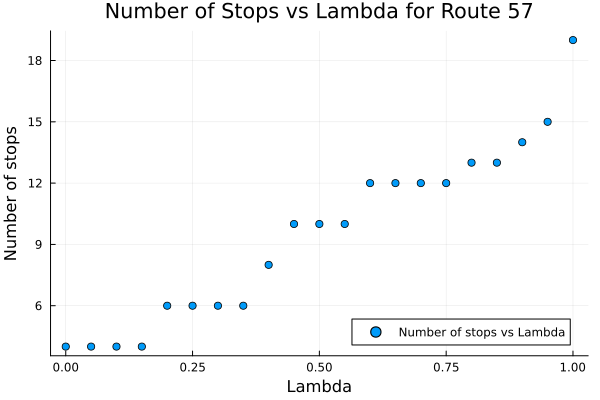 Number of Stops vs Lambda for Route 57
Number of stops
18
15
12
9
6
Number of stops vs Lambda
0.00 0.25 0.50 0.75 1.00
Lambda